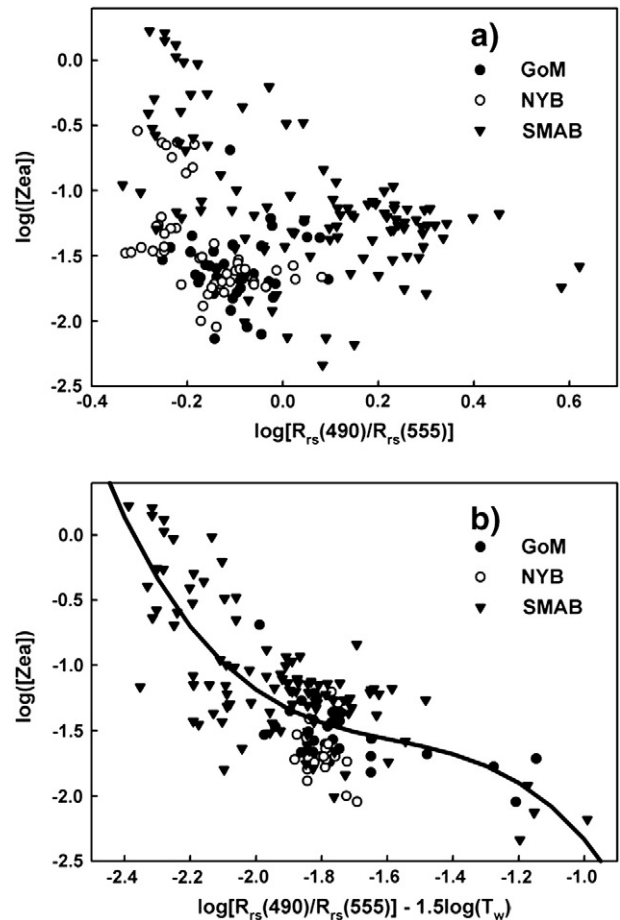 a)
GoM
NYB
SMAB
log([Zea])
0.0
-0.5
-1.0
-1.5
-2.0
-2.5
-0.4 -0.2 0.0 0.2 0.4 0.6
log[Rrs(490)/Rrs(555)]
b)
GoM
NYB
SMAB
log([Zea])
0.0
-0.5
-1.0
-1.5
-2.0
-2.5
-2.4 -2.2 -2.0 -1.8 -1.6 -1.4 -1.2 -1.0
log[Rrs(490)/Rrs(555)] - 1.5log(Tw)